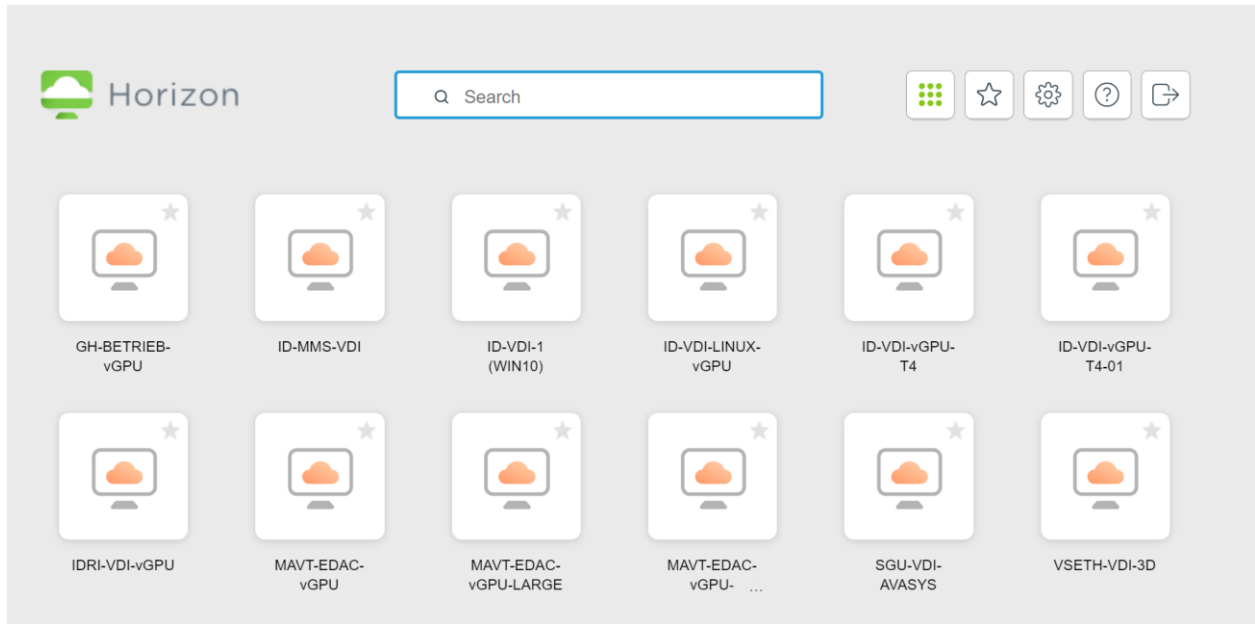 Horizon
Search
GH-BETRIEB-
vGPU
ID-MMS-VDI
ID-VDI-1
(WIN10)
ID-VDI-LINUX-
vGPU
ID-VDI-vGPU-
T4
ID-VDI-vGPU-
T4-01
IDRI-VDI-vGPU
MAVT-EDAC-
vGPU
MAVT-EDAC-
vGPU-LARGE
MAVT-EDAC-
vGPU- ...
SGU-VDI-
AVASYS
VSETH-VDI-3D